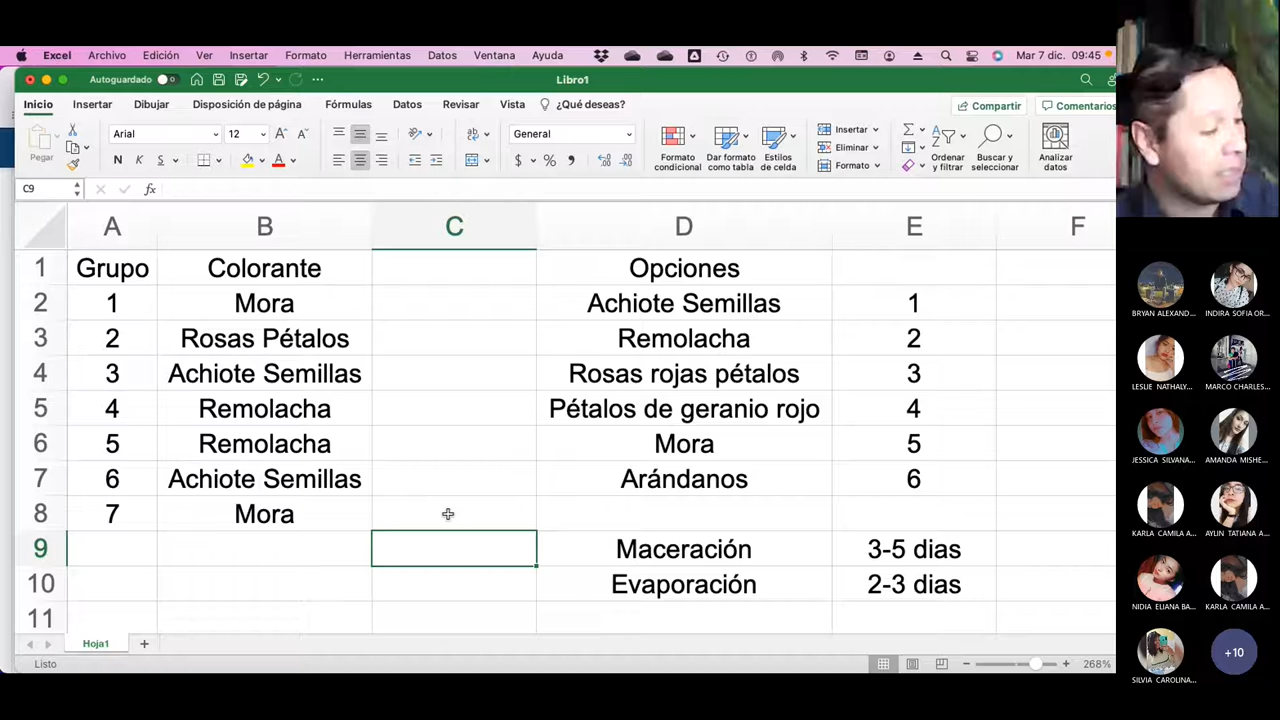 Excel Archivo Edición Ver Insertar Formato Herramientas Datos Ventana Ayuda Mar 7 dic. 09:45
Autoguardado Libro1
Inicio Insertar Dibujar Disposición de página Fórmulas Datos Revisar Vista ¿Qué deseas? Compartir Comentarios
Pegar Arial 12 General Formato condicional Dar formato como tabla Estilos de celda Insertar Eliminar Formato Ordenar y filtrar Buscar y seleccionar Analizar datos
N K S
C9 fx
A B C D E F
1 Grupo Colorante Opciones
2 1 Mora Achiote Semillas 1
3 2 Rosas Pétalos Remolacha 2
4 3 Achiote Semillas Rosas rojas pétalos 3
5 4 Remolacha Pétalos de geranio rojo 4
6 5 Remolacha Mora 5
7 6 Achiote Semillas Arándanos 6
8 7 Mora
9 Maceración 3-5 dias
10 Evaporación 2-3 dias
11
Hoja1
Listo 268%
BRYAN ALEXAND... INDIRA SOFIA OR...
LESLIE NATHALY... MARCO CHARLES...
JESSICA SILVANA... AMANDA MISHE...
KARLA CAMILA A... AYLIN TATIANA A...
NIDIA ELIANA BA... KARLA CAMILA A...
SILVIA CAROLINA... +10